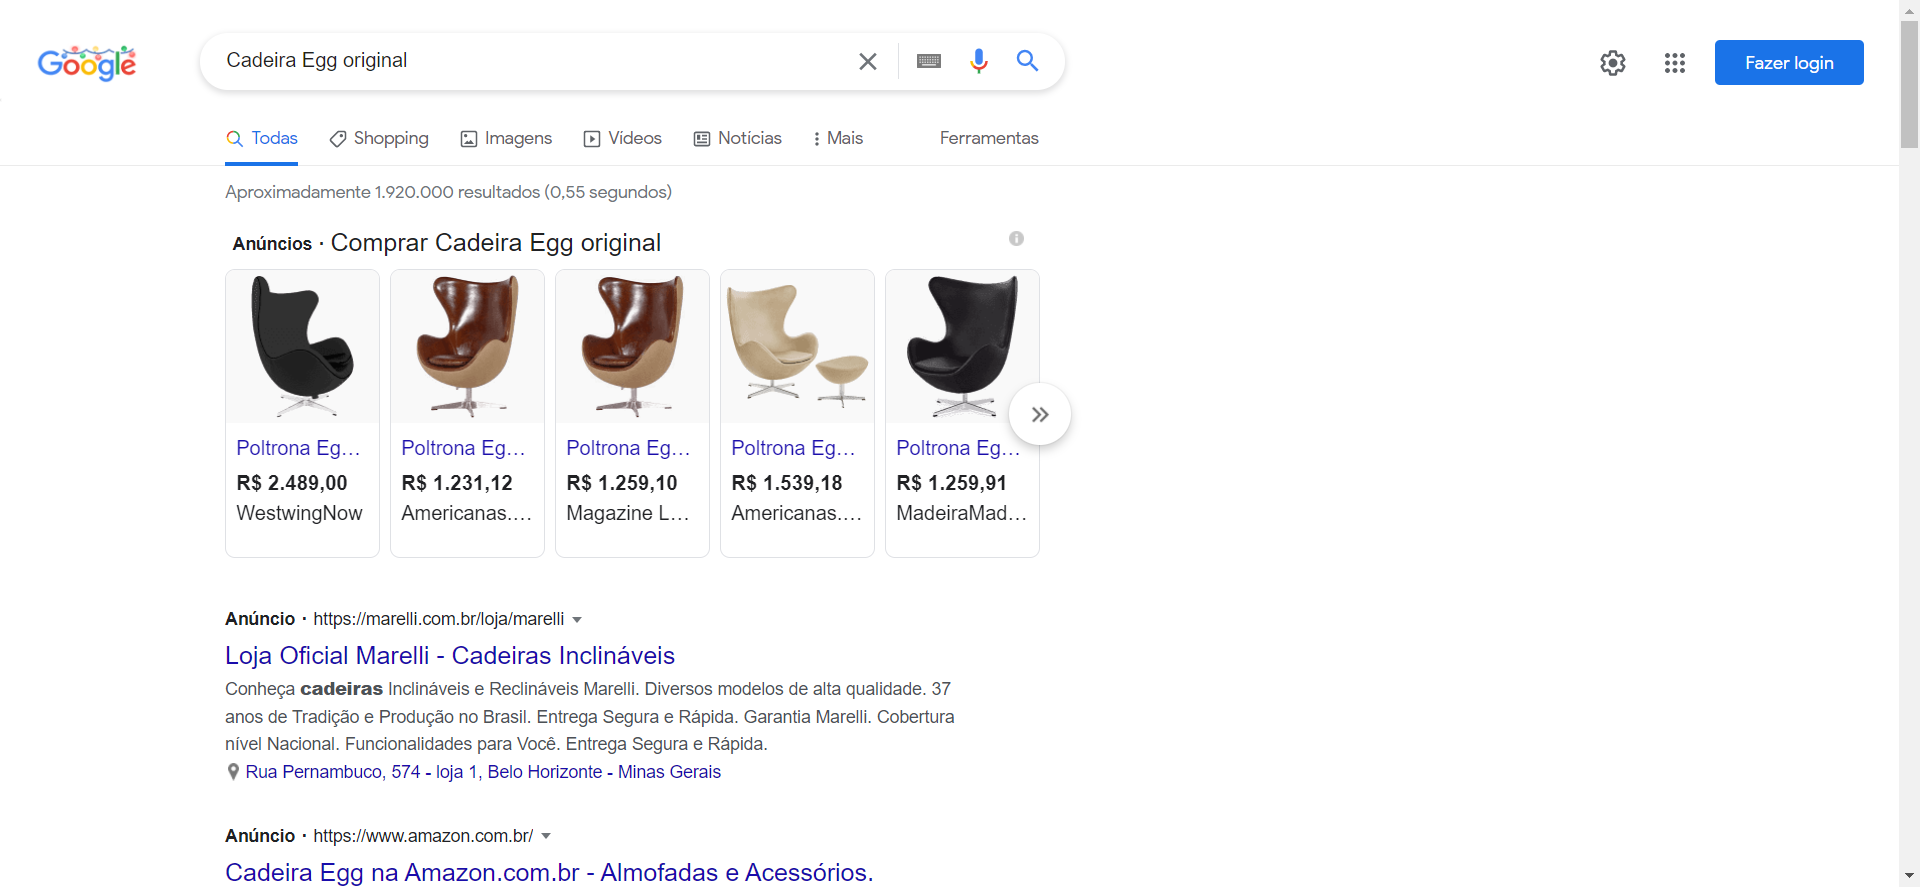 Google
Cadeira Egg original
Fazer login
Todas
Shopping
Imagens
Vídeos
Notícias
Mais
Ferramentas
Aproximadamente 1.920.000 resultados (0,55 segundos)
Anúncios · Comprar Cadeira Egg original
Poltrona Eg...
R$ 2.489,00
WestwingNow
Poltrona Eg...
R$ 1.231,12
Americanas....
Poltrona Eg...
R$ 1.259,10
Magazine L...
Poltrona Eg...
R$ 1.539,18
Americanas....
Poltrona Eg...
R$ 1.259,91
MadeiraMad...
Anúncio · https://marelli.com.br/loja/marelli
Loja Oficial Marelli - Cadeiras Inclináveis
Conheça cadeiras Inclináveis e Reclináveis Marelli. Diversos modelos de alta qualidade. 37
anos de Tradição e Produção no Brasil. Entrega Segura e Rápida. Garantia Marelli. Cobertura
nível Nacional. Funcionalidades para Você. Entrega Segura e Rápida.
Rua Pernambuco, 574 - loja 1, Belo Horizonte - Minas Gerais
Anúncio · https://www.amazon.com.br/
Cadeira Egg na Amazon.com.br - Almofadas e Acessórios.